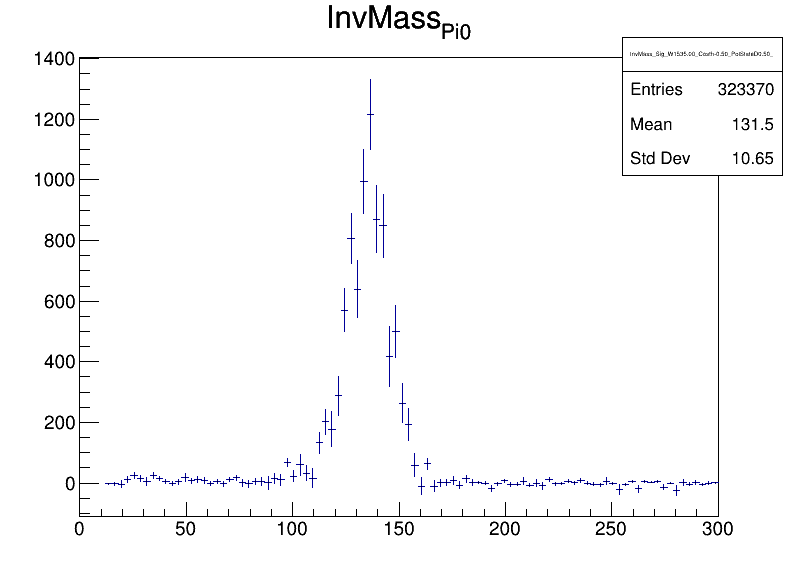 InvMass_Pi0
InvMass_Sig_W1535.00_Costh-0.50_PolStateD0.50_
Entries 323370
Mean 131.5
Std Dev 10.65
1400
1200
1000
800
600
400
200
0
0 50 100 150 200 250 300